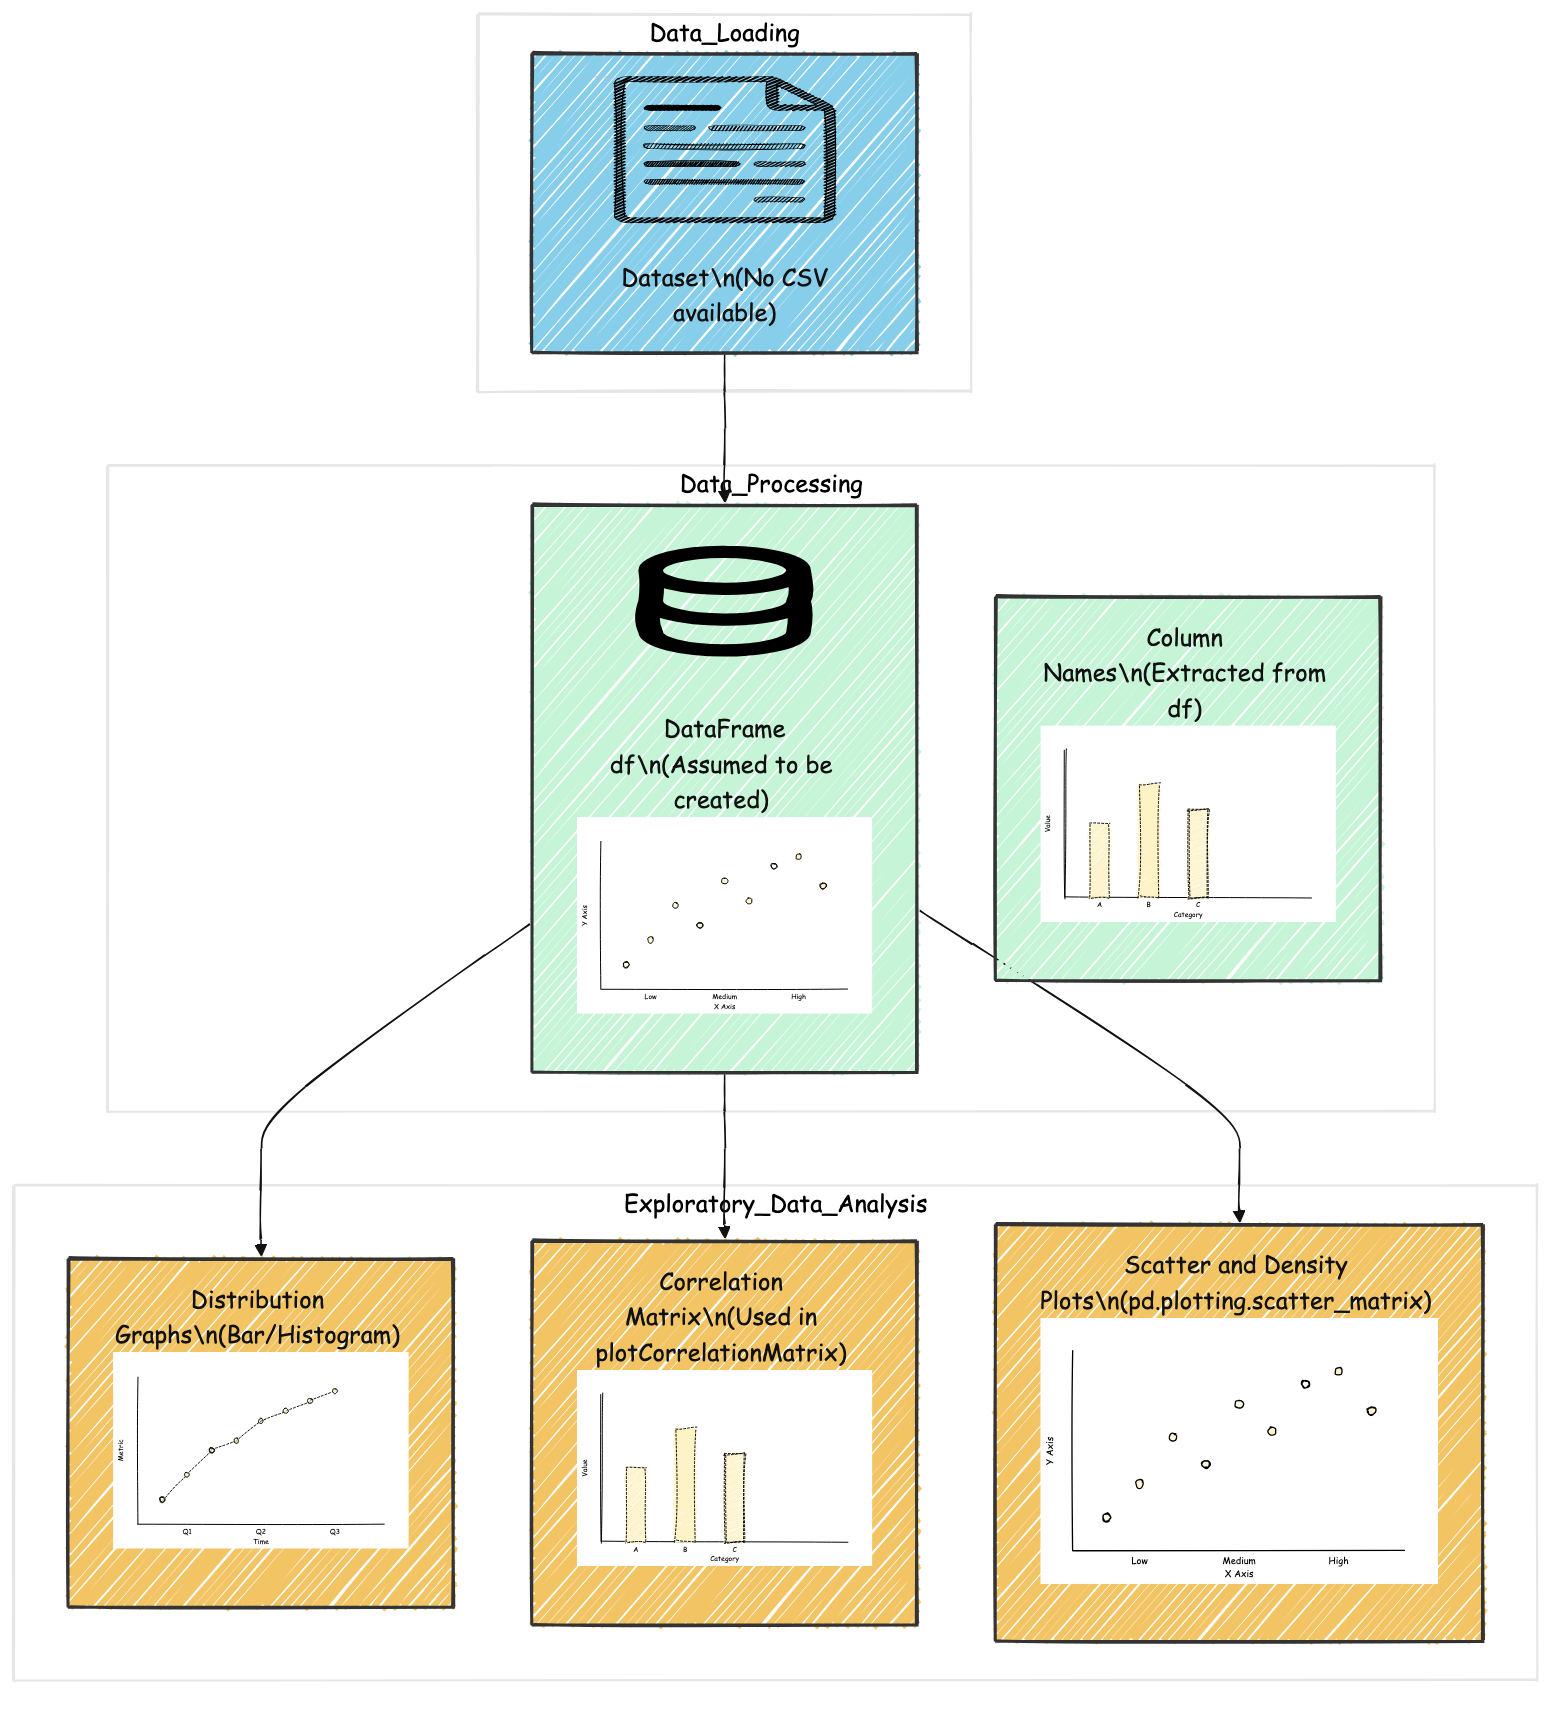 Data_Loading
Dataset\n(No CSV
available)
Data_Processing
DataFrame
df\n(Assumed to be
created)
Y Axis
Low Medium High
X Axis
Column
Names\n(Extracted from
df)
Value
A B C
Category
Exploratory_Data_Analysis
Distribution
Graphs\n(Bar/Histogram)
Metric
Q1 Q2 Q3
Time
Correlation
Matrix\n(Used in
plotCorrelationMatrix)
Value
A B C
Category
Scatter and Density
Plots\n(pd.plotting.scatter_matrix)
Y Axis
Low Medium High
X Axis